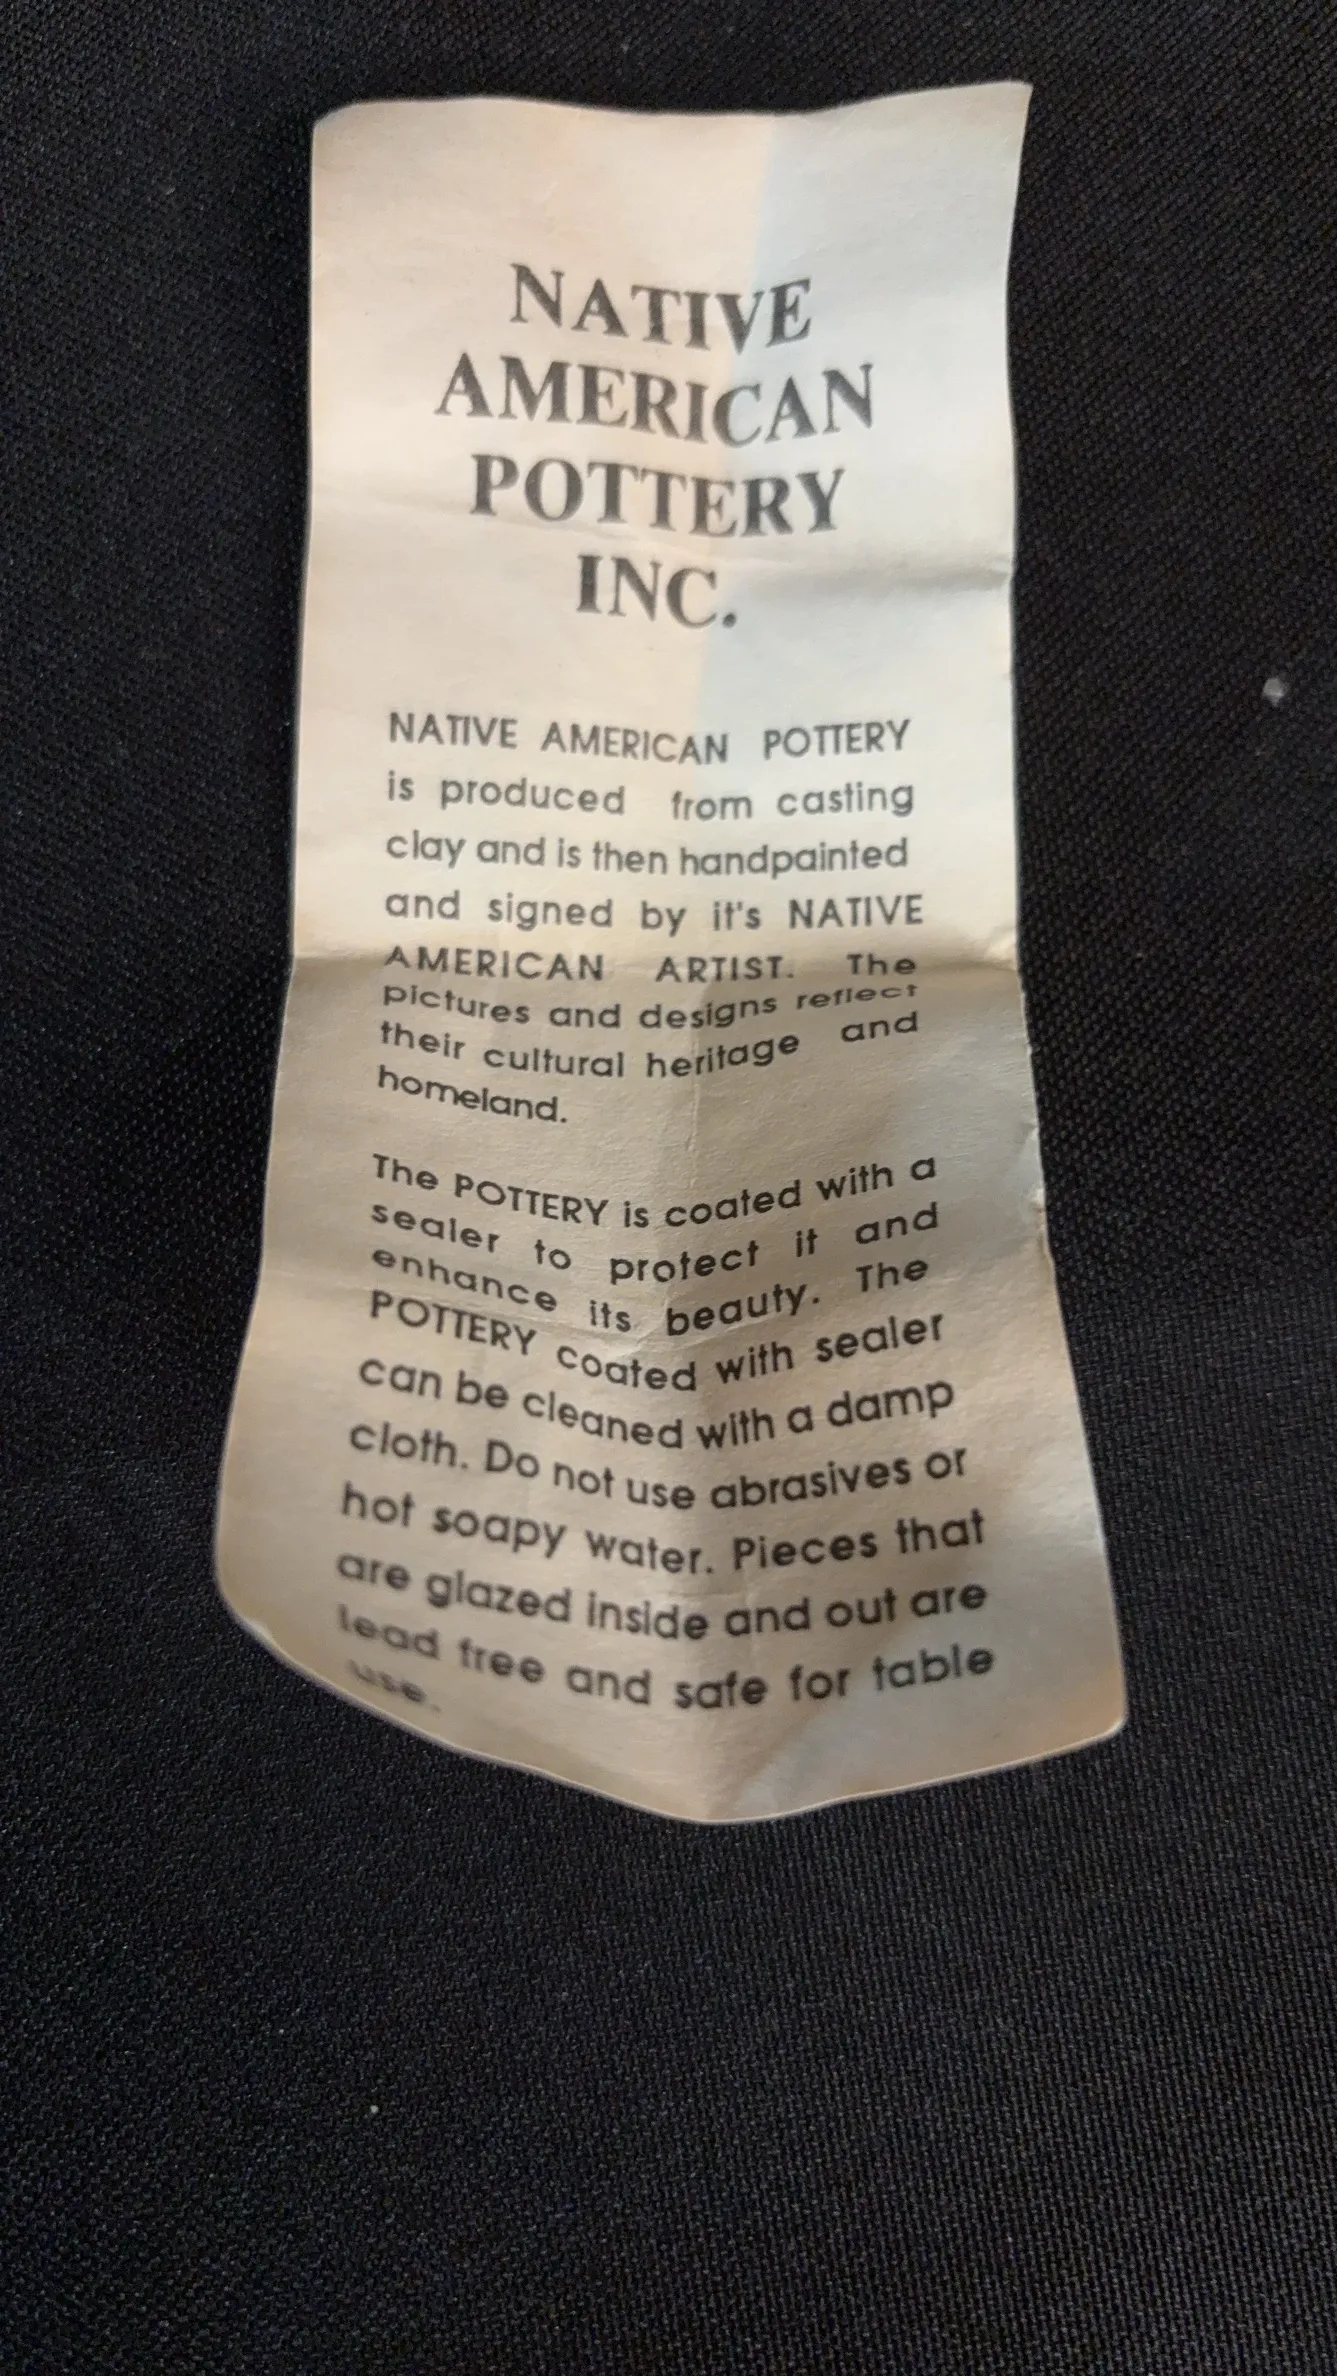 NATIVE
AMERICAN
POTTERY
INC.
NATIVE AMERICAN POTTERY
is produced from casting
clay and is then handpainted
and signed by it's NATIVE
AMERICAN ARTIST. The
pictures and designs reflect
their cultural heritage and
homeland.
The POTTERY is coated with a
sealer to protect it and
enhance its beauty. The
POTTERY coated with sealer
can be cleaned with a damp
cloth. Do not use abrasives or
hot soapy water. Pieces that
are glazed inside and out are
lead free and safe for table
use.